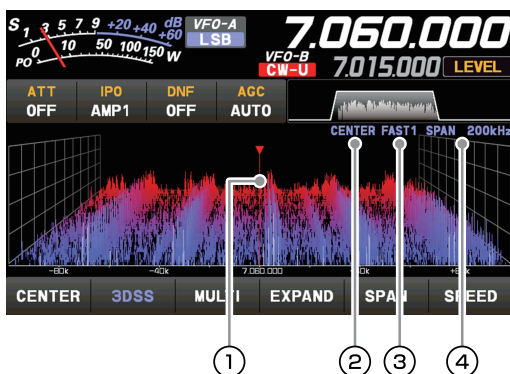 S 1 3 5 7 9 +20 +40 +60 dB
PO 0 10 50 100 150 W
VFO-A
LSB
7.060.000
VFO-B
CW-U
7.015.000
LEVEL
ATT IPO DNF AGC
OFF AMP1 OFF AUTO
CENTER FAST1 SPAN 200kHz
-80k -40k 7.060.000
CENTER 3DSS MULTI EXPAND SPAN SPEED
1 2 3 4